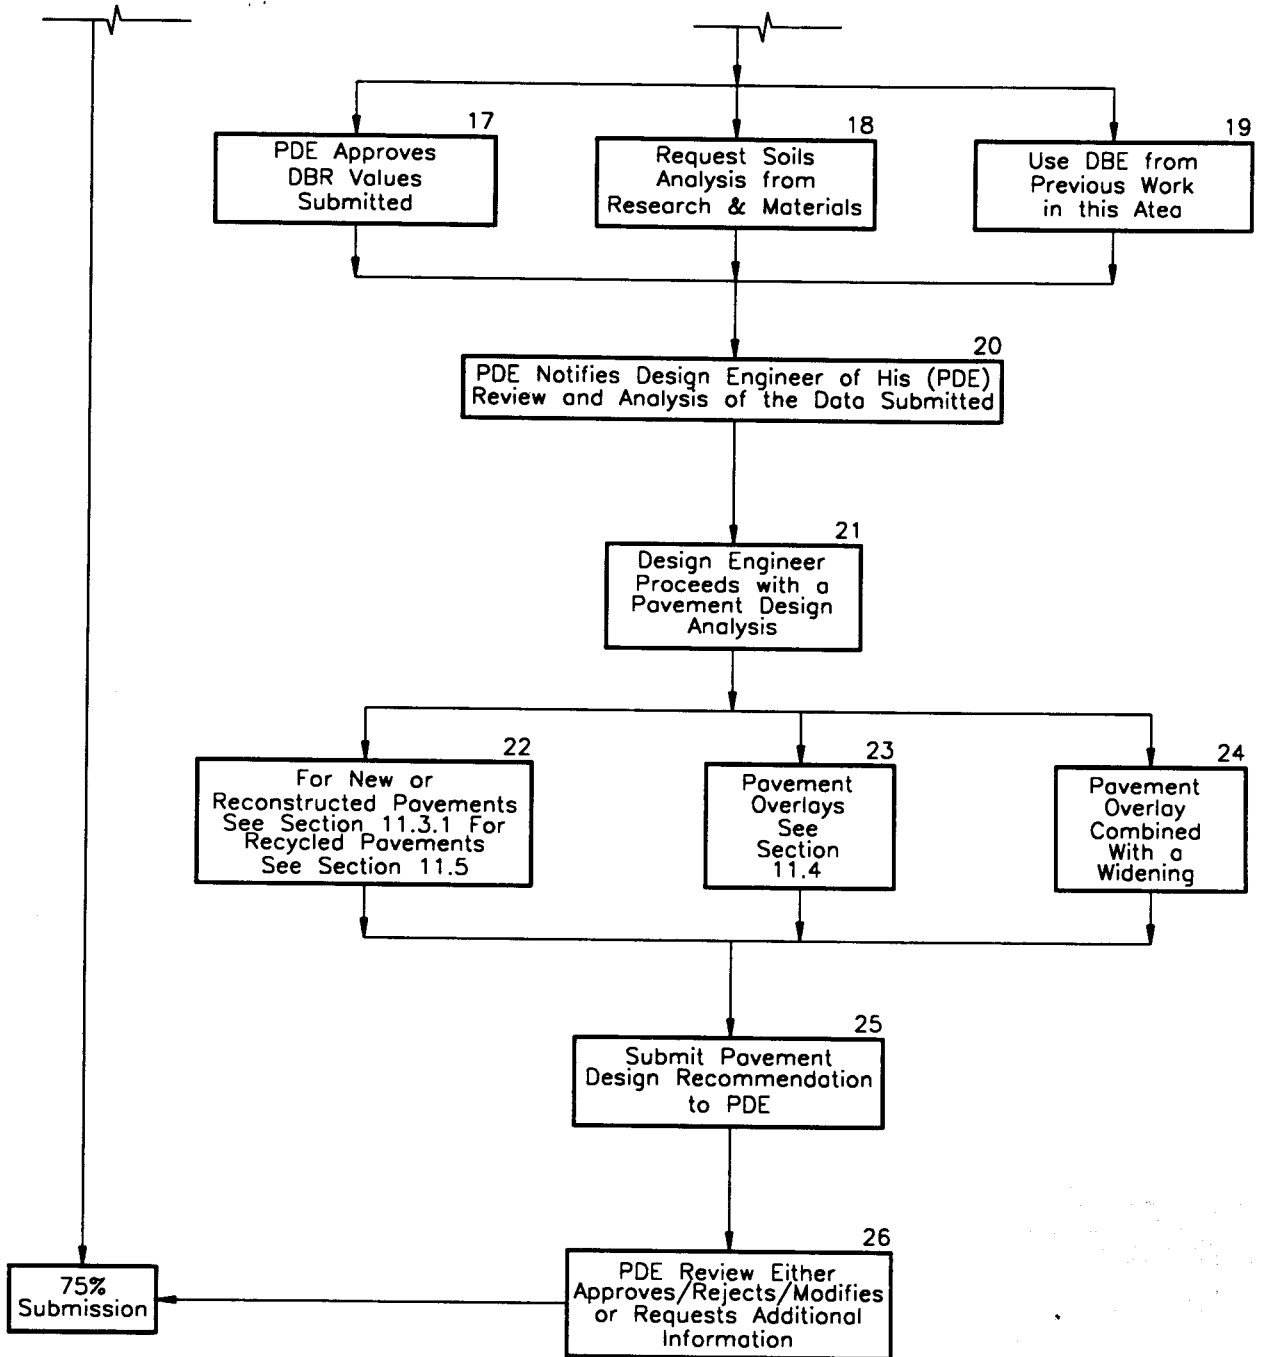 17
PDE Approves
DBR Values
Submitted
18
Request Soils
Analysis from
Research & Materials
19
Use DBE from
Previous Work
in this Atea
20
PDE Notifies Design Engineer of His (PDE)
Review and Analysis of the Data Submitted
21
Design Engineer
Proceeds with a
Pavement Design
Analysis
22
For New or
Reconstructed Pavements
See Section 11.3.1 For
Recycled Pavements
See Section 11.5
23
Pavement
Overlays
See
Section
11.4
24
Pavement
Overlay
Combined
With a
Widening
25
Submit Pavement
Design Recommendation
to PDE
26
PDE Review Either
Approves/Rejects/Modifies
or Requests Additional
Information
75%
Submission